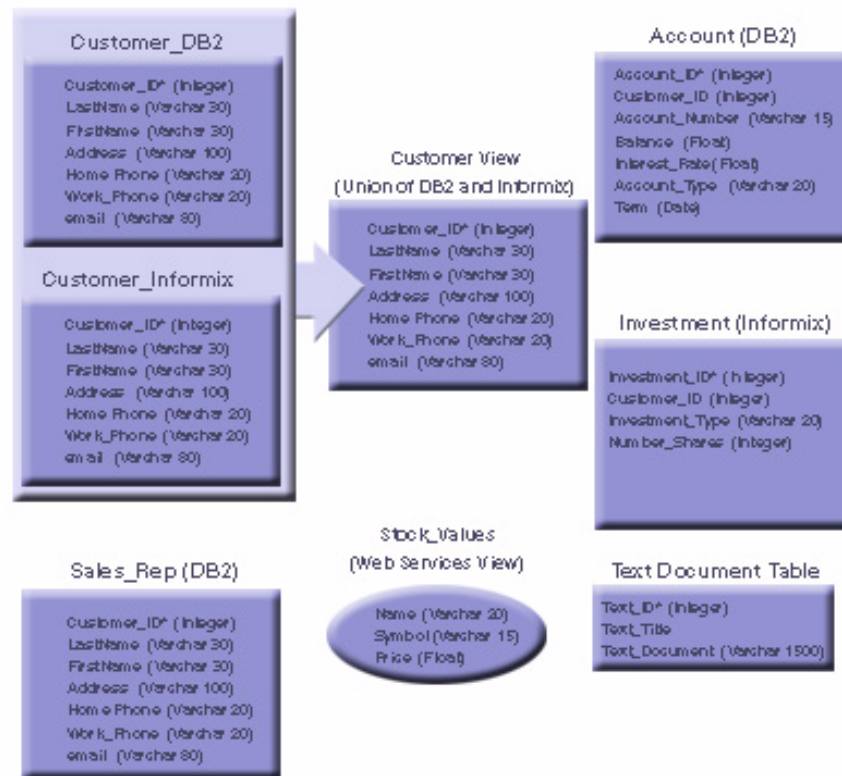 Customer_DB2
Customer_ID* (Integer)
LastName (Varchar 30)
FirstName (Varchar 30)
Address (Varchar 100)
Home Phone (Varchar 20)
Work_Phone (Varchar 20)
email (Varchar 80)
Customer_Informix
Customer_ID* (Integer)
LastName (Varchar 30)
FirstName (Varchar 30)
Address (Varchar 100)
Home Phone (Varchar 20)
Work_Phone (Varchar 20)
email (Varchar 80)
Customer View
(Union of DB2 and Informix)
Customer_ID* (Integer)
LastName (Varchar 30)
FirstName (Varchar 30)
Address (Varchar 100)
Home Phone (Varchar 20)
Work_Phone (Varchar 20)
email (Varchar 80)
Account (DB2)
Account_ID* (Integer)
Customer_ID (Integer)
Account_Number (Varchar 15)
Balance (Float)
Interest_Rate(Float)
Account_Type (Varchar 20)
Term (Date)
Investment (Informix)
Investment_ID* (Integer)
Customer_ID (Integer)
Investment_Type (Varchar 20)
Number_Shares (Integer)
Sales_Rep (DB2)
Customer_ID* (Integer)
LastName (Varchar 30)
FirstName (Varchar 30)
Address (Varchar 100)
Home Phone (Varchar 20)
Work_Phone (Varchar 20)
email (Varchar 80)
Stock_Values
(Web Services View)
Name (Varchar 20)
Symbol (Varchar 15)
Price (Float)
Text Document Table
Text_ID* (Integer)
Text_Title
Text_Document (Varchar 1500)